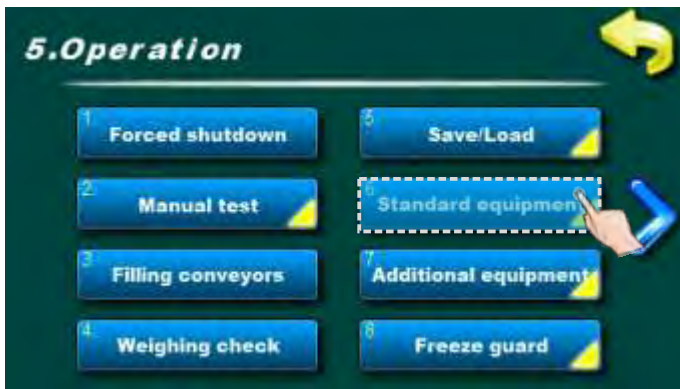 5.Operation
1
Forced shutdown
2
Manual test
3
Filling conveyors
4
Weighing check
5
Save/Load
6
Standard equipmen
7
Additional equipment
8
Freeze guard